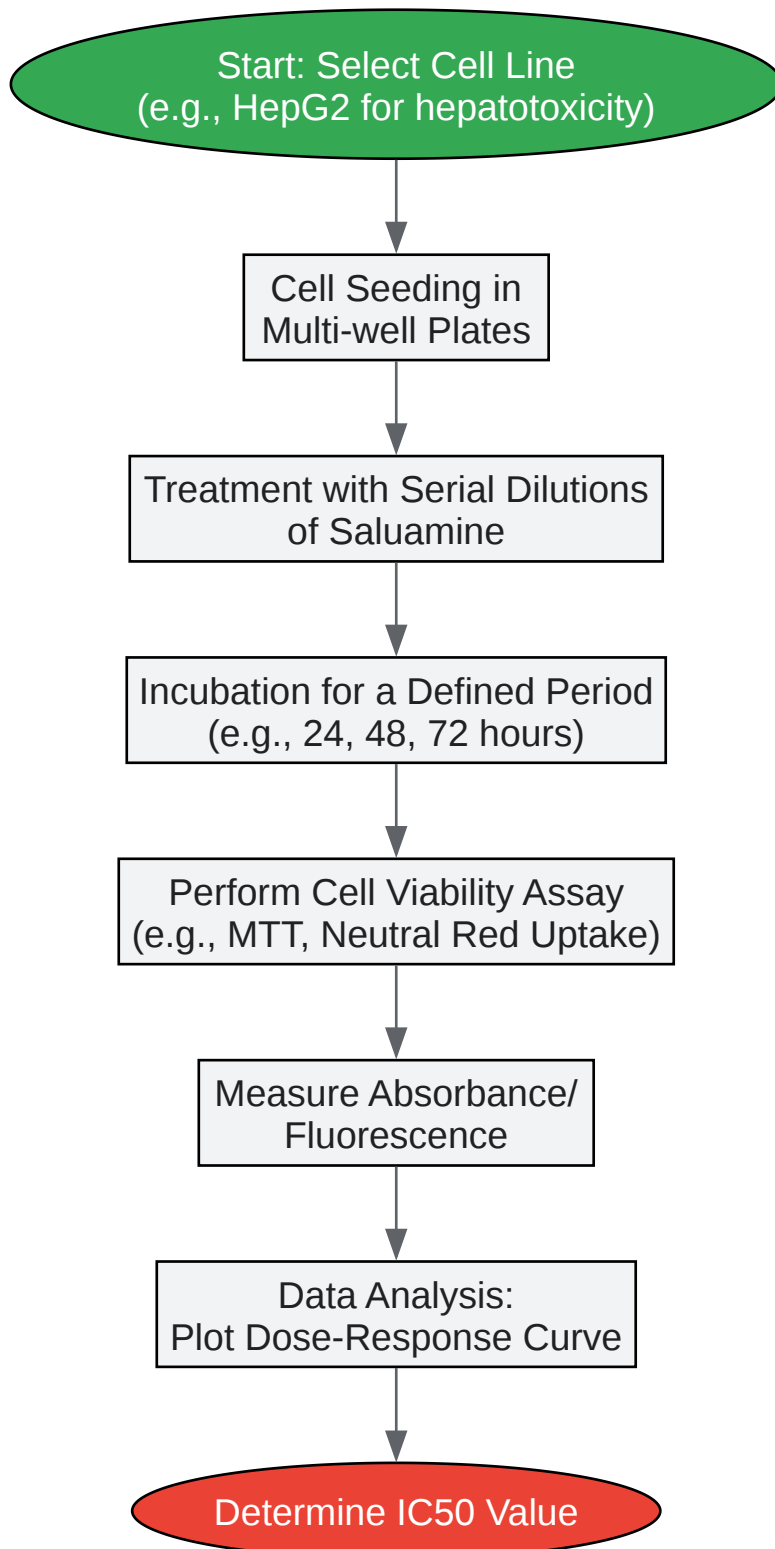 Start: Select Cell Line
(e.g., HepG2 for hepatotoxicity)
Cell Seeding in
Multi-well Plates
Treatment with Serial Dilutions
of Saluamine
Incubation for a Defined Period
(e.g., 24, 48, 72 hours)
Perform Cell Viability Assay
(e.g., MTT, Neutral Red Uptake)
Measure Absorbance/
Fluorescence
Data Analysis:
Plot Dose-Response Curve
Determine IC50 Value